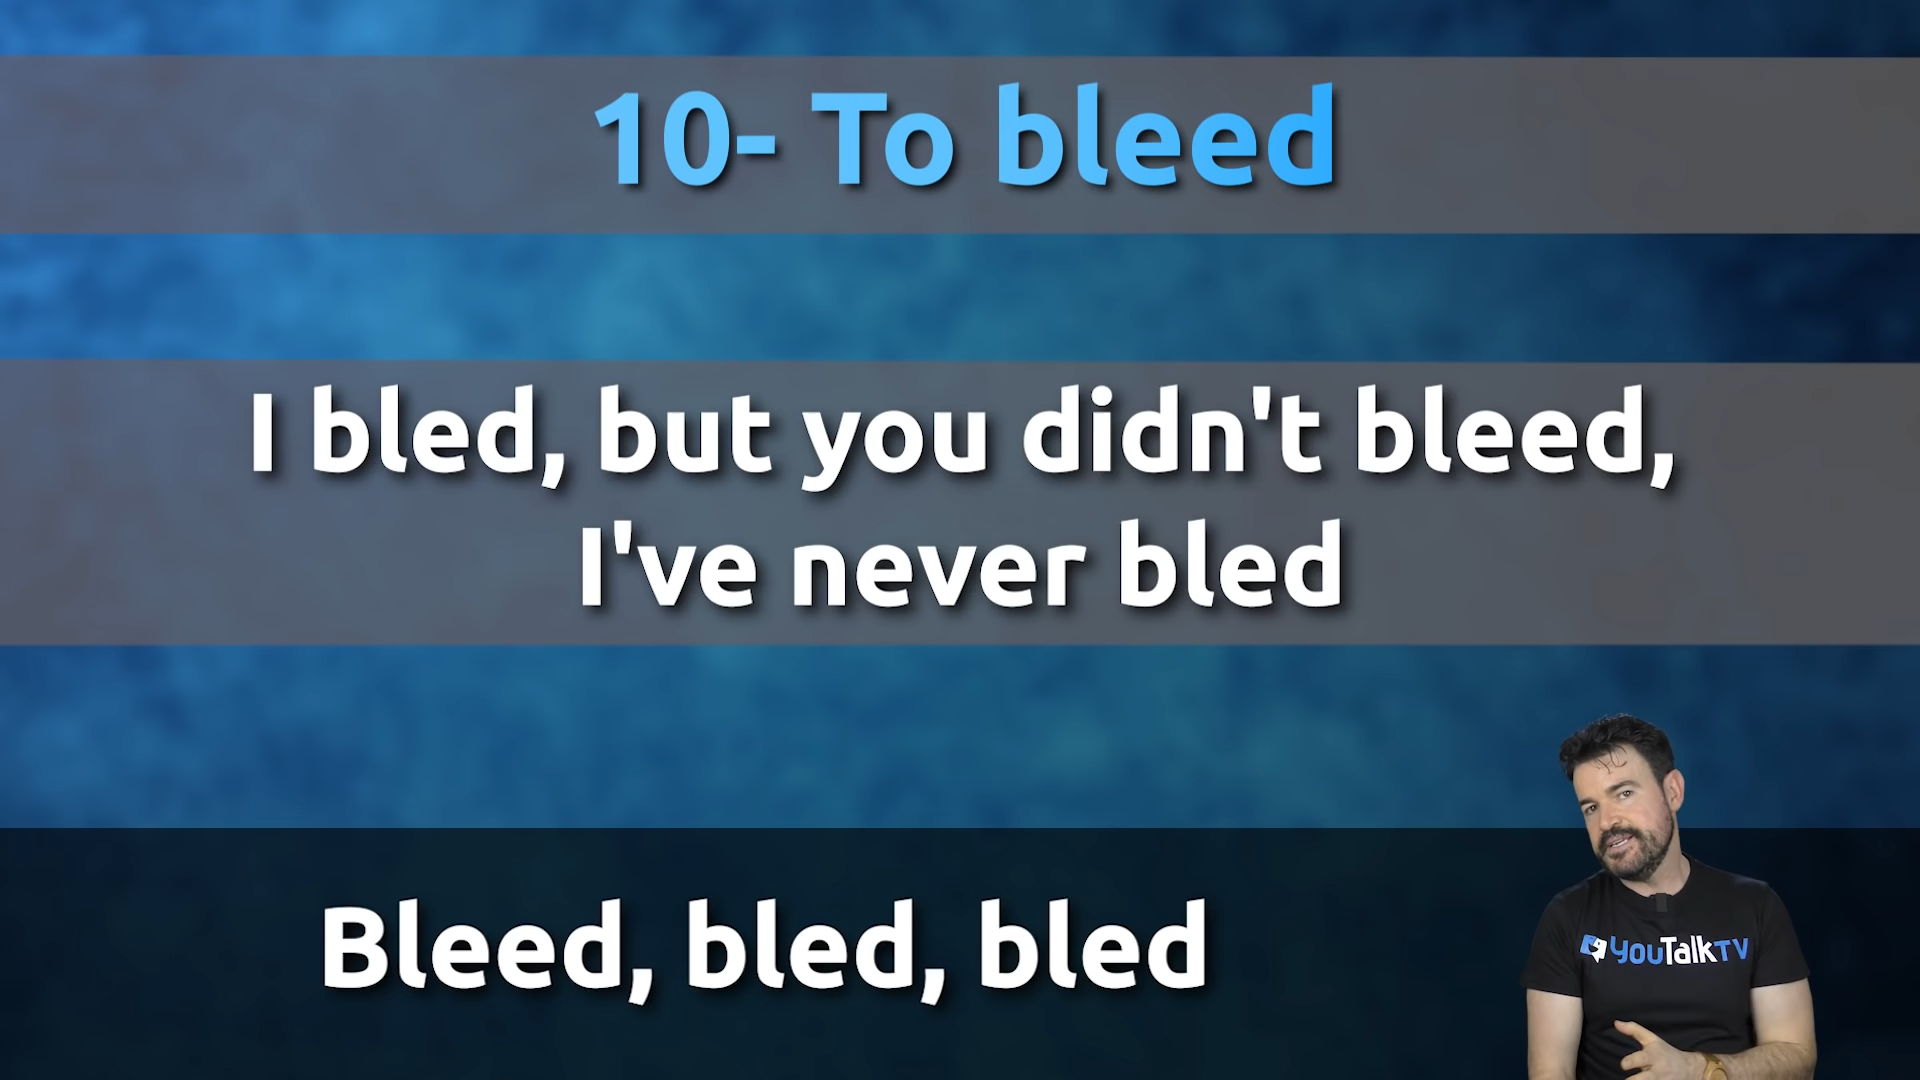 10- To bleed
I bled, but you didn't bleed,
I've never bled
Bleed, bled, bled
YouTalkTV